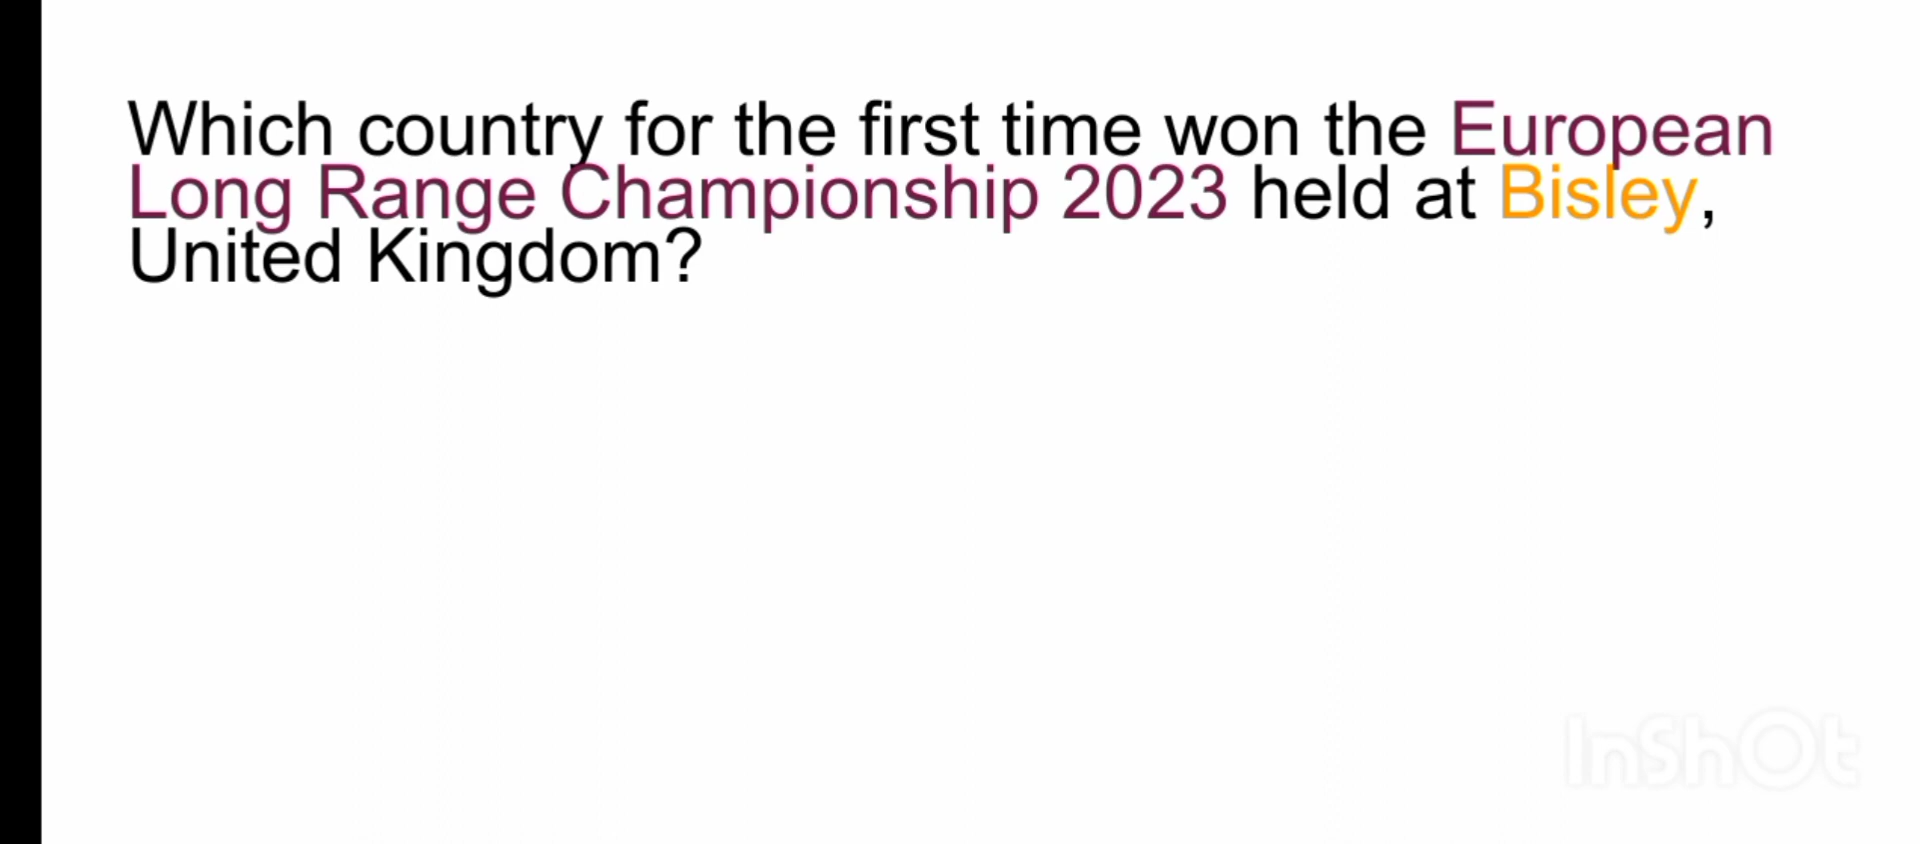 Which country for the first time won the European
Long Range Championship 2023 held at Bisley,
United Kingdom?
InShOt